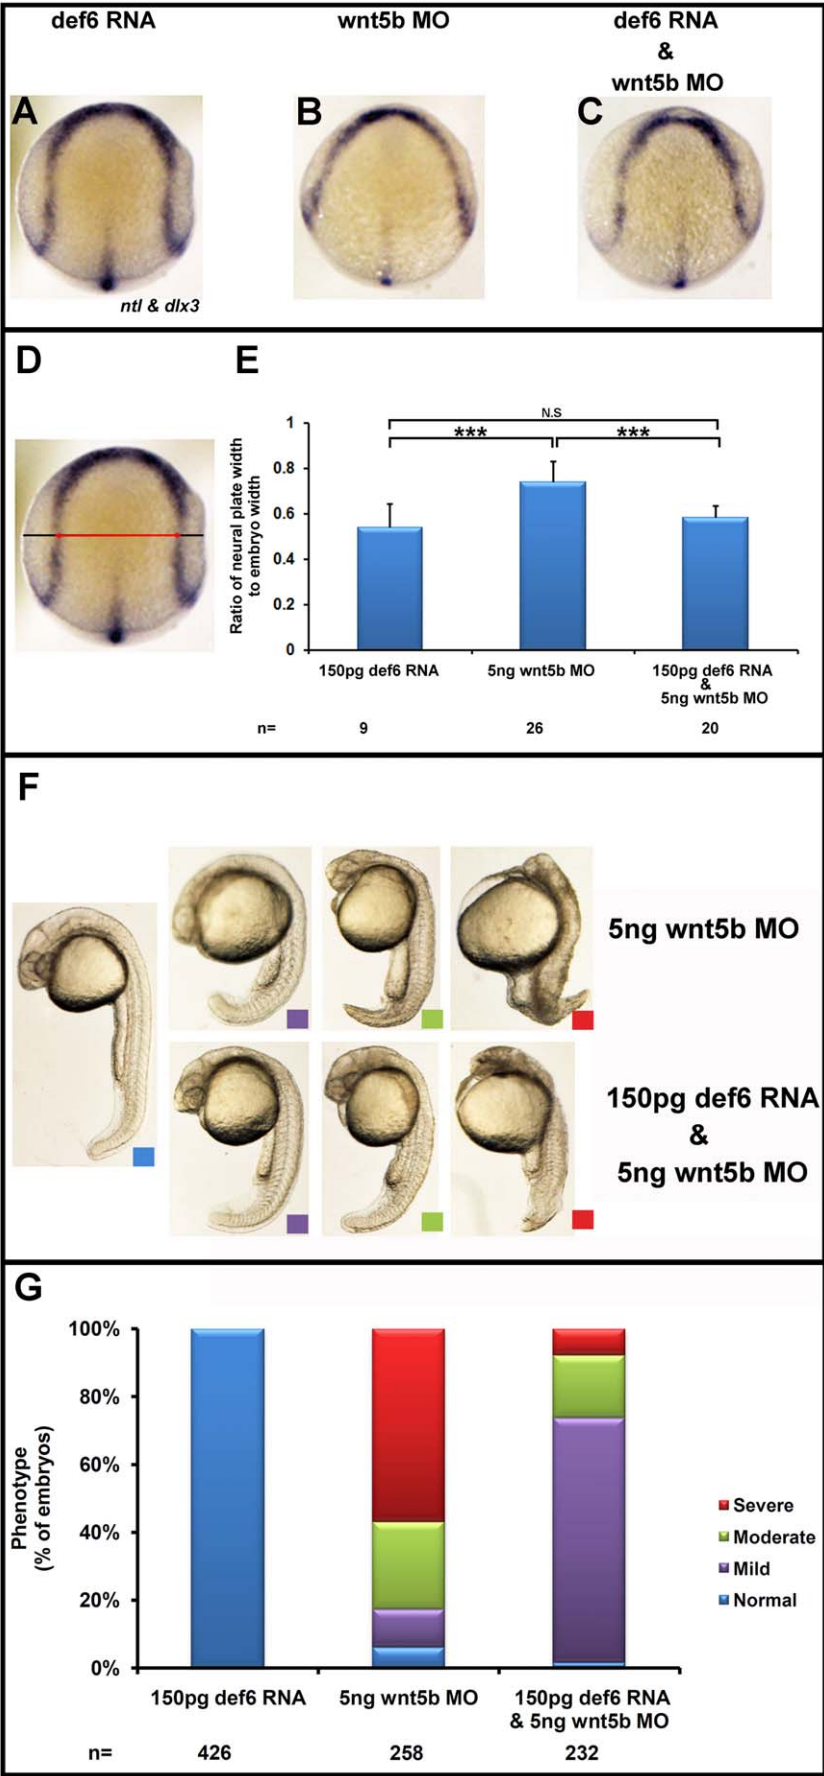 def6 RNA
wnt5b MO
def6 RNA
&
wnt5b MO
A
B
C
ntl & dlx3
D
E
Ratio of neural plate width
to embryo width
1
0.8
0.6
0.4
0.2
0
N.S
***
***
150pg def6 RNA
5ng wnt5b MO
150pg def6 RNA
&
5ng wnt5b MO
n=
9
26
20
F
5ng wnt5b MO
150pg def6 RNA
&
5ng wnt5b MO
G
Phenotype
(% of embryos)
100%
80%
60%
40%
20%
0%
Severe
Moderate
Mild
Normal
150pg def6 RNA
5ng wnt5b MO
150pg def6 RNA
& 5ng wnt5b MO
n=
426
258
232